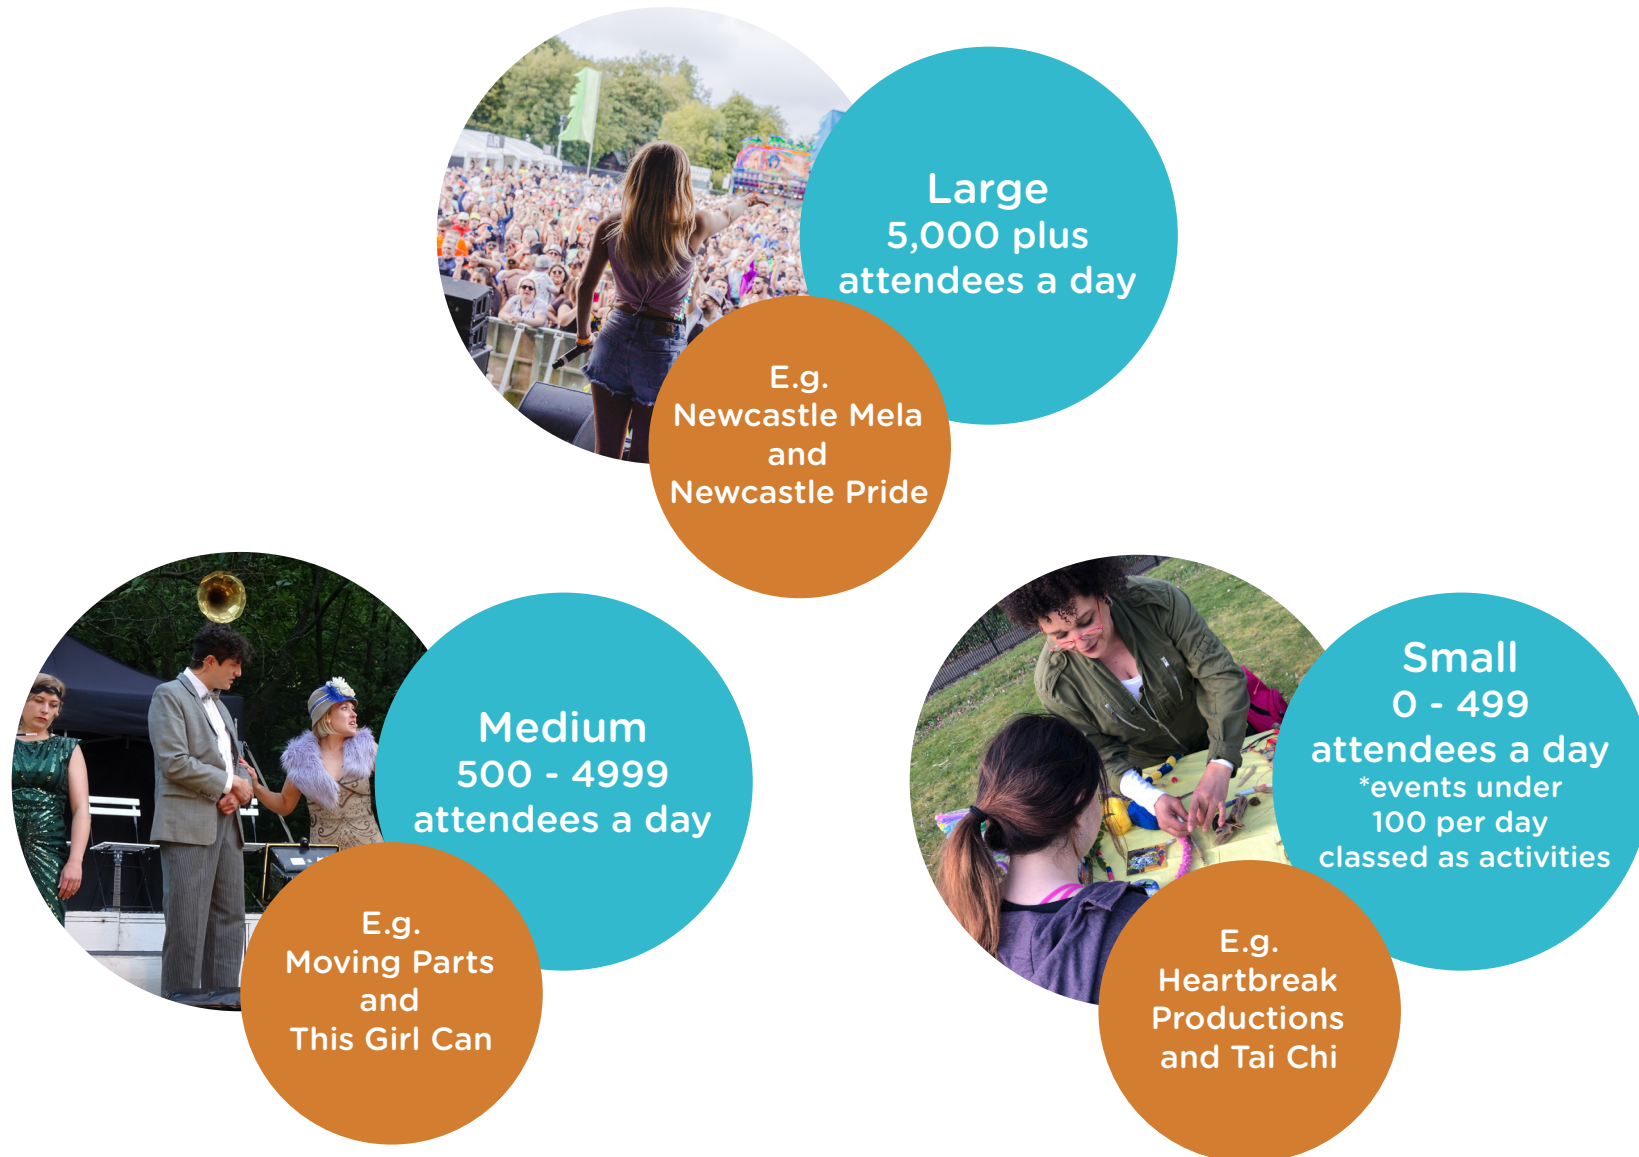 Large
5,000 plus
attendees a day
E.g.
Newcastle Mela
and
Newcastle Pride
Medium
500 - 4999
attendees a day
E.g.
Moving Parts
and
This Girl Can
Small
0 - 499
attendees a day
*events under
100 per day
classed as activities
E.g.
Heartbreak
Productions
and Tai Chi